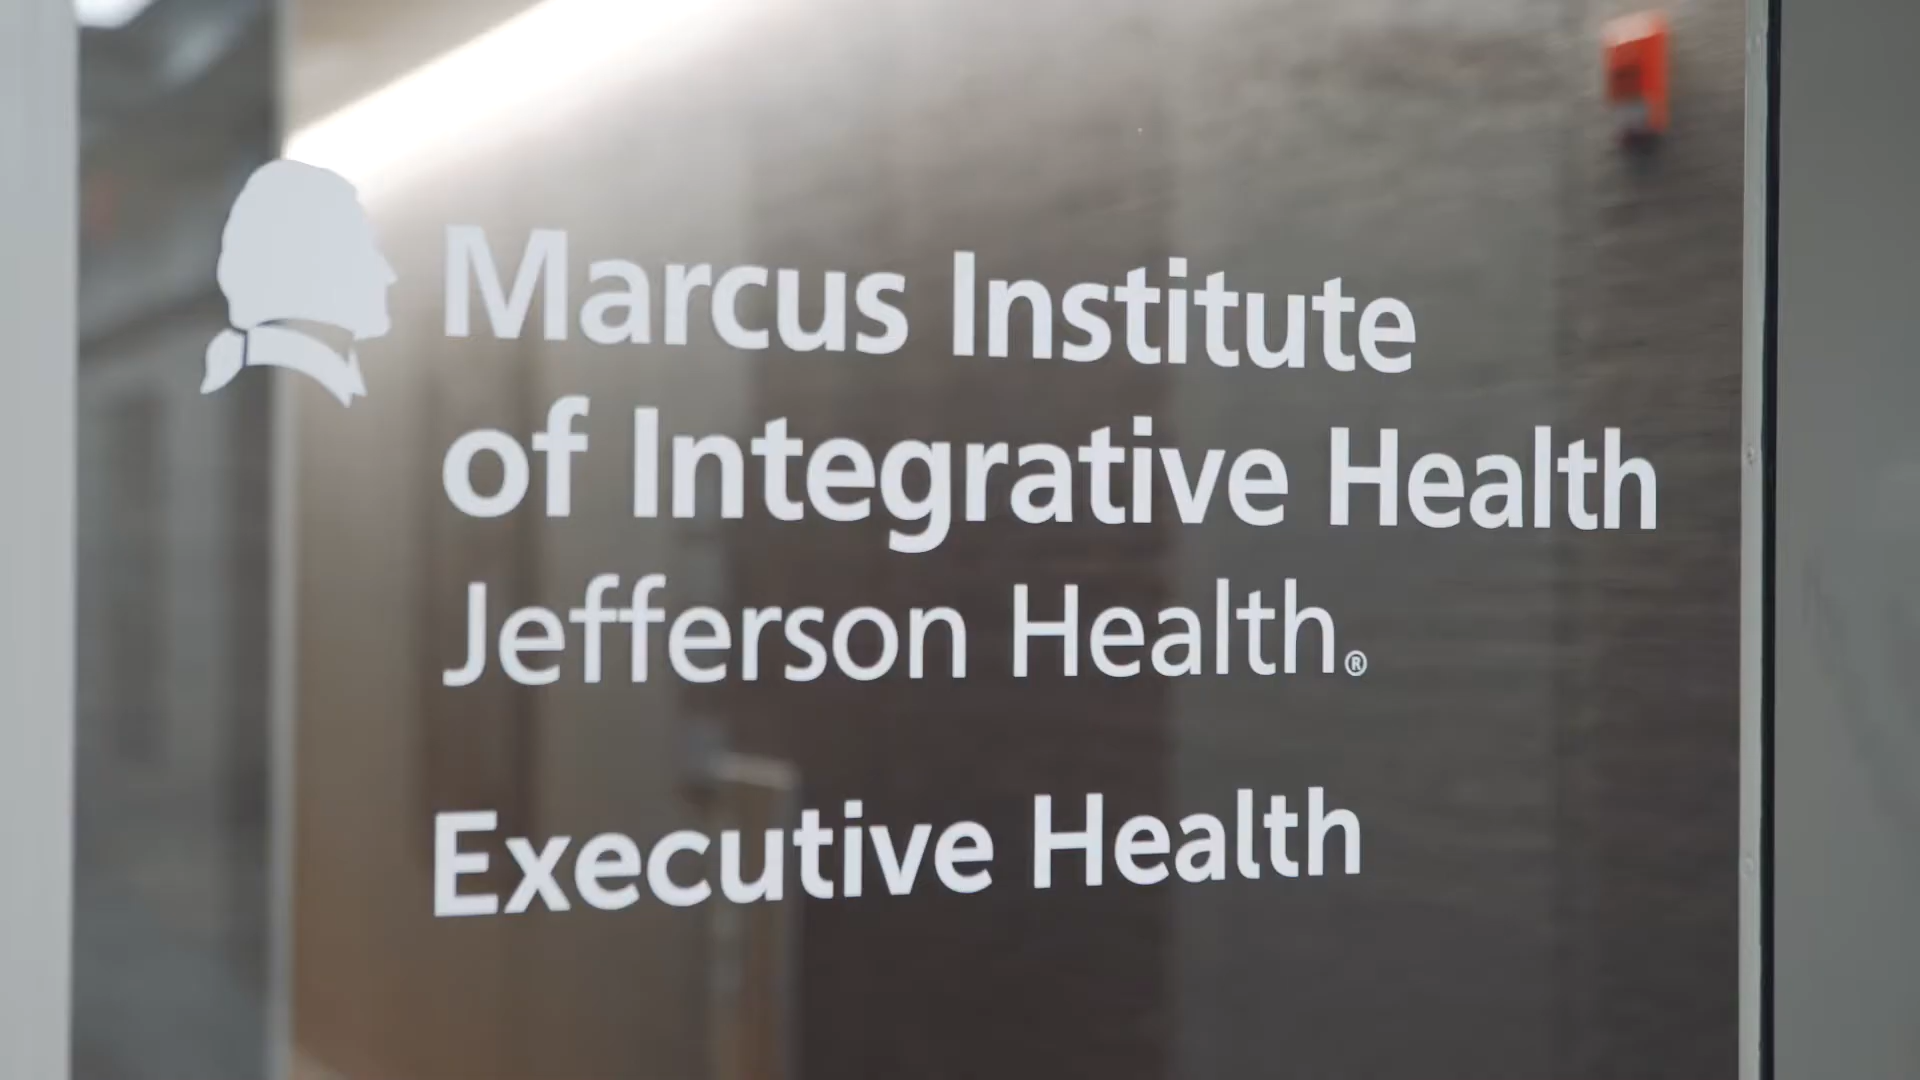 Marcus Institute
of Integrative Health
Jefferson Health®
Executive Health